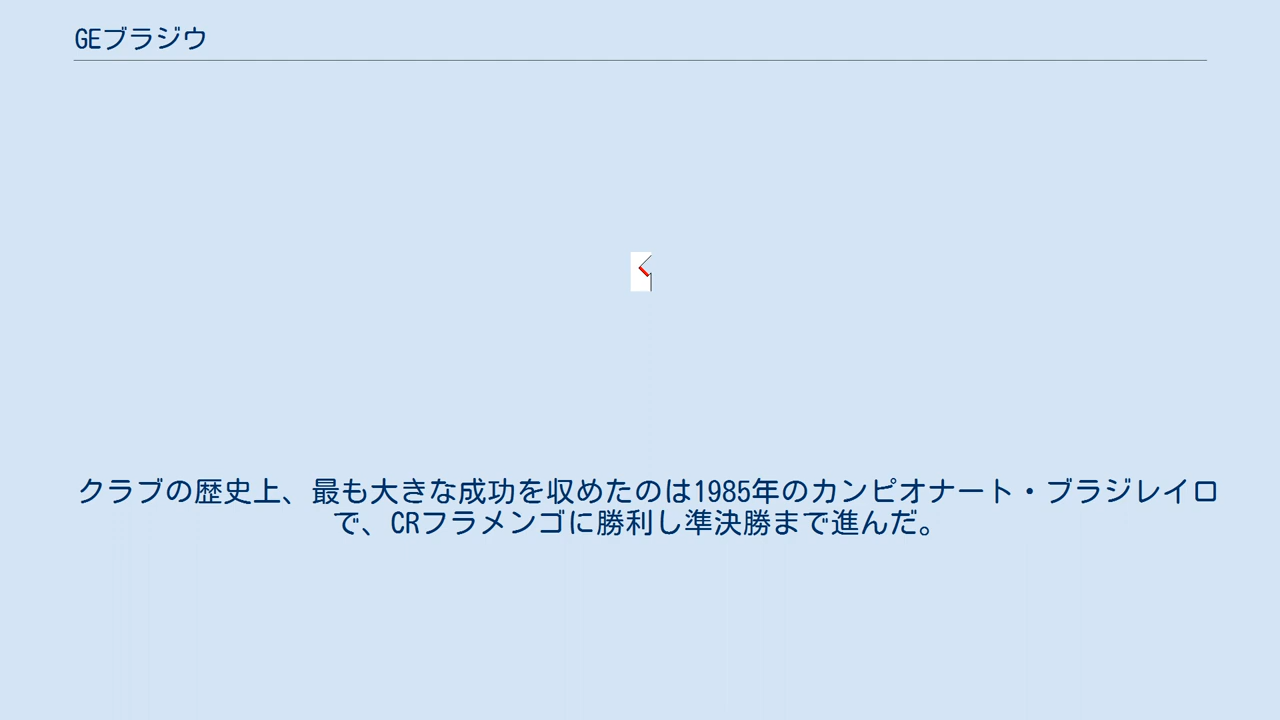 GEブラジウ
クラブの歴史上、最も大きな成功を収めたのは1985年のカンピオナート・ブラジレイロ
で、CRフラメンゴに勝利し準決勝まで進んだ。